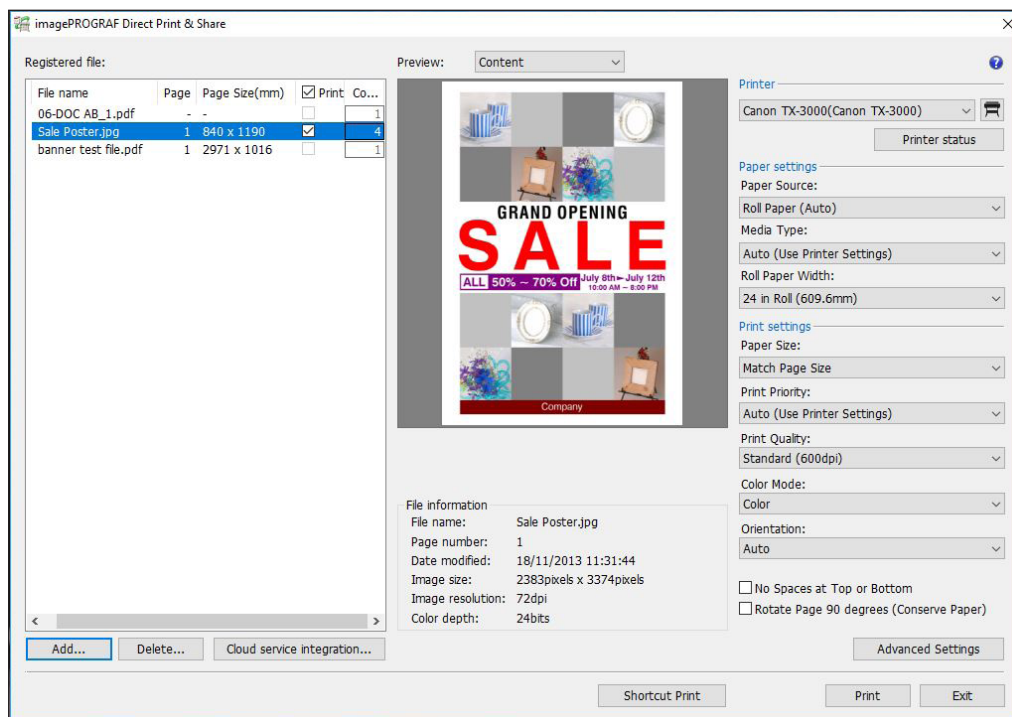 imagePROGRAF Direct Print & Share
Registered file:
File name Page Page Size(mm) Print Co...
06-DOC AB_1.pdf - - 1
Sale Poster.jpg 1 840 x 1190 4
banner test file.pdf 1 2971 x 1016 1
Add...
Delete...
Cloud service integration...
Preview: Content
GRAND OPENING
SALE
ALL 50% ~ 70% Off
July 8th ► July 12th
10:00 AM ~ 8:00 PM
Company
File information
File name: Sale Poster.jpg
Page number: 1
Date modified: 18/11/2013 11:31:44
Image size: 2383pixels x 3374pixels
Image resolution: 72dpi
Color depth: 24bits
Printer
Canon TX-3000(Canon TX-3000)
Printer status
Paper settings
Paper Source:
Roll Paper (Auto)
Media Type:
Auto (Use Printer Settings)
Roll Paper Width:
24 in Roll (609.6mm)
Print settings
Paper Size:
Match Page Size
Print Priority:
Auto (Use Printer Settings)
Print Quality:
Standard (600dpi)
Color Mode:
Color
Orientation:
Auto
No Spaces at Top or Bottom
Rotate Page 90 degrees (Conserve Paper)
Advanced Settings
Shortcut Print
Print
Exit